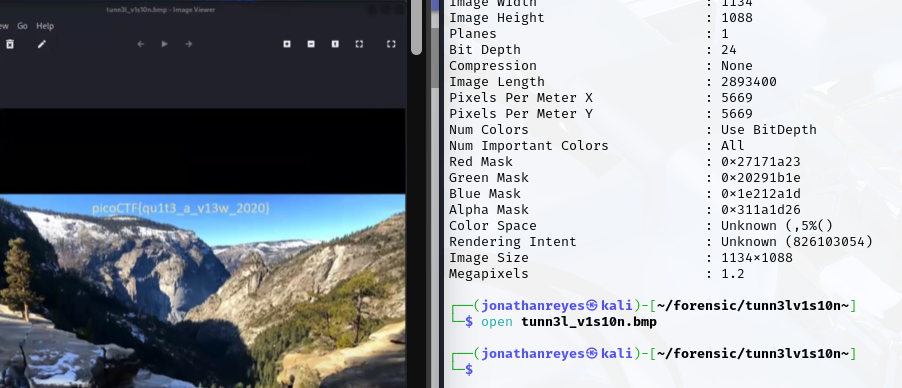 tunn3l_v1s10n.bmp - Image Viewer
ew Go Help
picoCTF{qu1t3_a_v13w_2020}
Image Width : 1134
Image Height : 1088
Planes : 1
Bit Depth : 24
Compression : None
Image Length : 2893400
Pixels Per Meter X : 5669
Pixels Per Meter Y : 5669
Num Colors : Use BitDepth
Num Important Colors : All
Red Mask : 0×27171a23
Green Mask : 0×20291b1e
Blue Mask : 0×1e212a1d
Alpha Mask : 0×311a1d26
Color Space : Unknown (,5%()
Rendering Intent : Unknown (826103054)
Image Size : 1134×1088
Megapixels : 1.2
┌──(jonathanreyes㉿kali)-[~/forensic/tunn3lv1s10n~]
└─$ open tunn3l_v1s10n.bmp
┌──(jonathanreyes㉿kali)-[~/forensic/tunn3lv1s10n~]
└─$